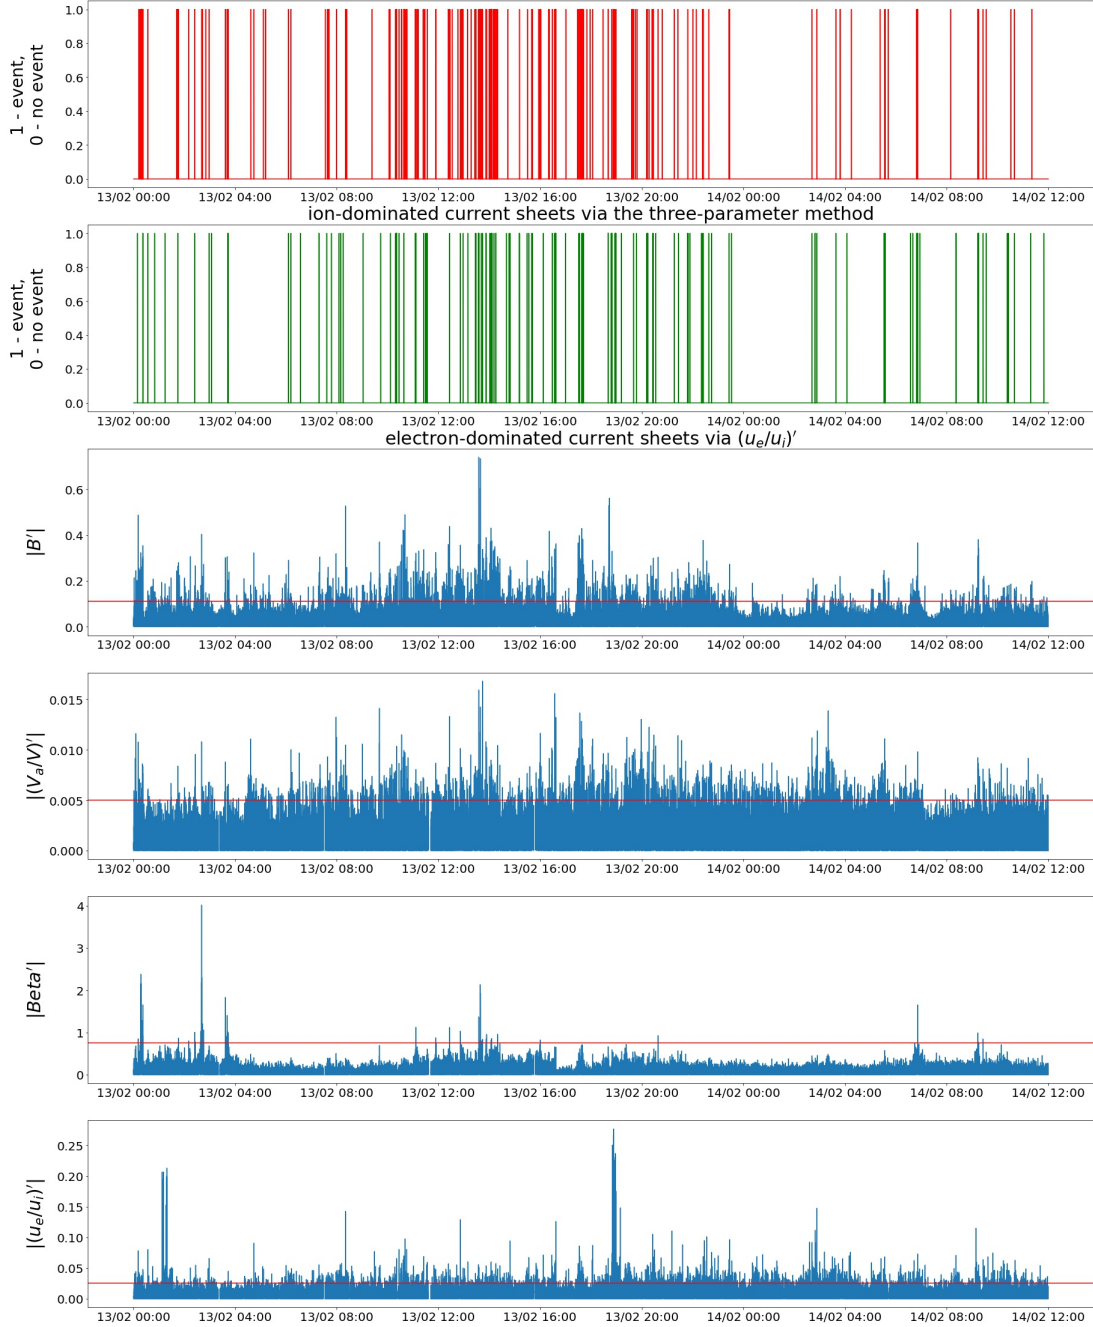 1.0
0.8
0.6
0.4
0.2
0.0
1 - event,
0 - no event
13/02 00:00 13/02 04:00 13/02 08:00 13/02 12:00 13/02 16:00 13/02 20:00 14/02 00:00 14/02 04:00 14/02 08:00 14/02 12:00
ion-dominated current sheets via the three-parameter method
1.0
0.8
0.6
0.4
0.2
0.0
1 - event,
0 - no event
13/02 00:00 13/02 04:00 13/02 08:00 13/02 12:00 13/02 16:00 13/02 20:00 14/02 00:00 14/02 04:00 14/02 08:00 14/02 12:00
electron-dominated current sheets via (u_e/u_i)′
0.6
0.4
0.2
0.0
|B′|
13/02 00:00 13/02 04:00 13/02 08:00 13/02 12:00 13/02 16:00 13/02 20:00 14/02 00:00 14/02 04:00 14/02 08:00 14/02 12:00
0.015
0.010
0.005
0.000
|(V_a/V)′|
13/02 00:00 13/02 04:00 13/02 08:00 13/02 12:00 13/02 16:00 13/02 20:00 14/02 00:00 14/02 04:00 14/02 08:00 14/02 12:00
4
3
2
1
0
|Beta′|
13/02 00:00 13/02 04:00 13/02 08:00 13/02 12:00 13/02 16:00 13/02 20:00 14/02 00:00 14/02 04:00 14/02 08:00 14/02 12:00
0.25
0.20
0.15
0.10
0.05
0.00
|(u_e/u_i)′|
13/02 00:00 13/02 04:00 13/02 08:00 13/02 12:00 13/02 16:00 13/02 20:00 14/02 00:00 14/02 04:00 14/02 08:00 14/02 12:00